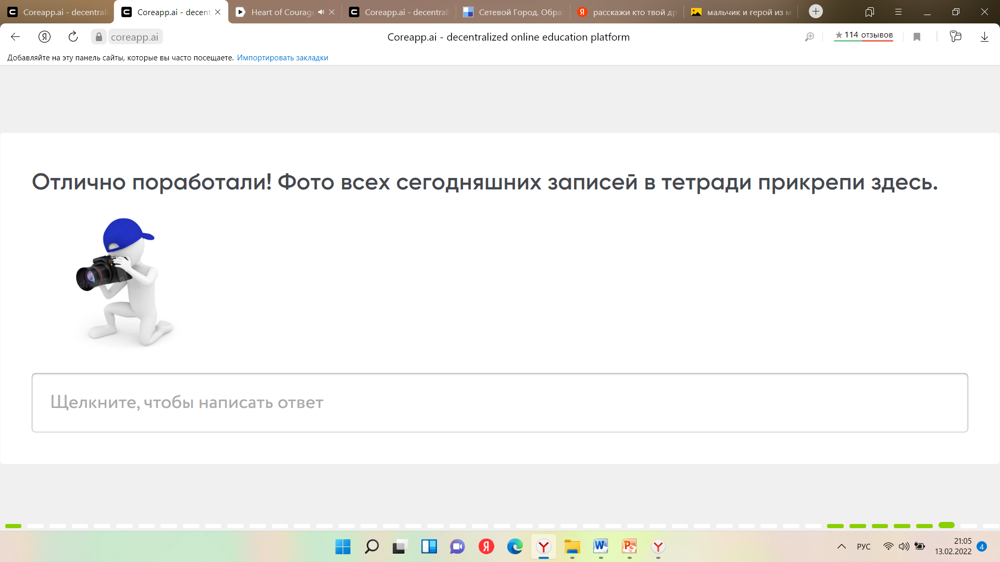 Coreapp.ai - decentrali
Coreapp.ai - decent
Heart of Courage
Coreapp.ai - decentrali
Сетевой Город. Обра
Я расскажи кто твой др
мальчик и герой из м
Я
coreapp.ai
Coreapp.ai - decentralized online education platform
114 отзывов
Добавляйте на эту панель сайты, которые вы часто посещаете. Импортировать закладки
Отлично поработали! Фото всех сегодняшних записей в тетради прикрепи здесь.
Щелкните, чтобы написать ответ
РУС
21:05
13.02.2022
4